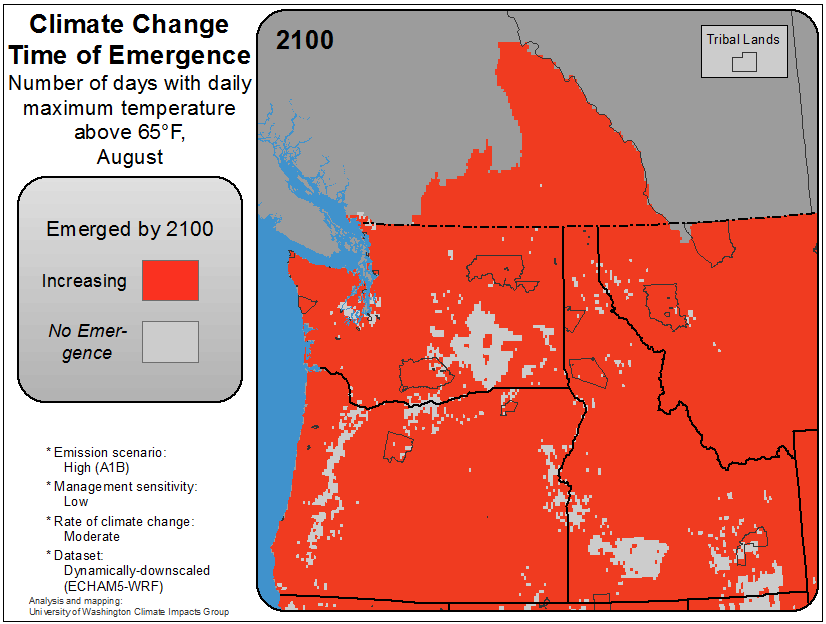 Climate Change
Time of Emergence
Number of days with daily
maximum temperature
above 65°F,
August
2100
Tribal Lands
Emerged by 2100
Increasing
No Emer-
gence
* Emission scenario:
High (A1B)
* Management sensitivity:
Low
* Rate of climate change:
Moderate
* Dataset:
Dynamically-downscaled
(ECHAM5-WRF)
Analysis and mapping:
University of Washington Climate Impacts Group